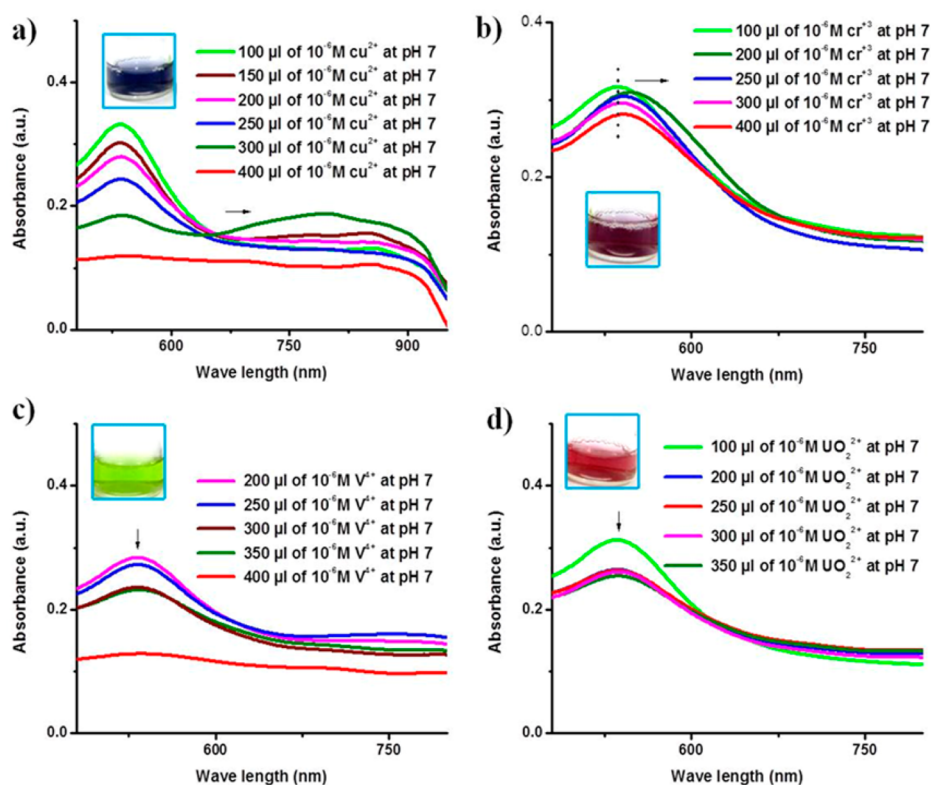 a)
0.4
0.2
0.0
Absorbance (a.u.)
100 µl of 10⁻⁶M cu²⁺ at pH 7
150 µl of 10⁻⁶M cu²⁺ at pH 7
200 µl of 10⁻⁶M cu²⁺ at pH 7
250 µl of 10⁻⁶M cu²⁺ at pH 7
300 µl of 10⁻⁶M cu²⁺ at pH 7
400 µl of 10⁻⁶M cu²⁺ at pH 7
600 750 900
Wave length (nm)
b)
0.4
0.2
0.0
Absorbance (a.u.)
100 µl of 10⁻⁶M cr⁺³ at pH 7
200 µl of 10⁻⁶M cr⁺³ at pH 7
250 µl of 10⁻⁶M cr⁺³ at pH 7
300 µl of 10⁻⁶M cr⁺³ at pH 7
400 µl of 10⁻⁶M cr⁺³ at pH 7
600 750
Wave length (nm)
c)
0.4
0.2
0.0
Absorbance (a.u.)
200 µl of 10⁻⁶M V⁴⁺ at pH 7
250 µl of 10⁻⁶M V⁴⁺ at pH 7
300 µl of 10⁻⁶M V⁴⁺ at pH 7
350 µl of 10⁻⁶M V⁴⁺ at pH 7
400 µl of 10⁻⁶M V⁴⁺ at pH 7
600 750
Wave length (nm)
d)
0.4
0.2
0.0
Absorbance (a.u.)
100 µl of 10⁻⁶M UO₂²⁺ at pH 7
200 µl of 10⁻⁶M UO₂²⁺ at pH 7
250 µl of 10⁻⁶M UO₂²⁺ at pH 7
300 µl of 10⁻⁶M UO₂²⁺ at pH 7
350 µl of 10⁻⁶M UO₂²⁺ at pH 7
600 750
Wave length (nm)